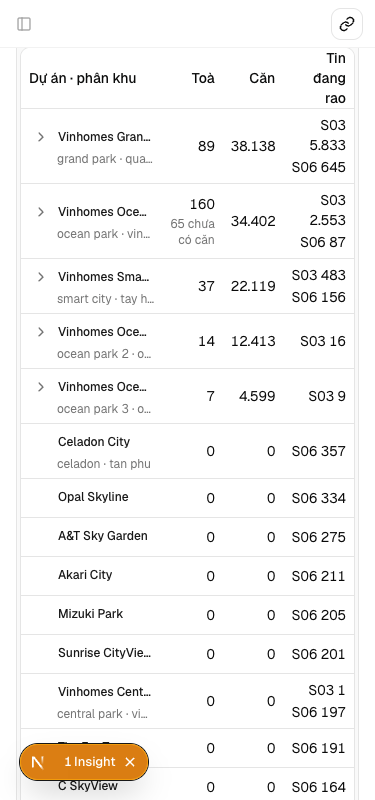 Dự án · phân khu Toà Căn Tin đang rao
Vinhomes Gran... 89 38.138 S03 5.833
grand park · qua... S06 645
Vinhomes Oce... 160 34.402 S03 2.553
ocean park · vin... 65 chưa có căn S06 87
Vinhomes Sma... 37 22.119 S03 483
smart city · tay h... S06 156
Vinhomes Oce... 14 12.413 S03 16
ocean park 2 · o...
Vinhomes Oce... 7 4.599 S03 9
ocean park 3 · o...
Celadon City 0 0 S06 357
celadon · tan phu
Opal Skyline 0 0 S06 334
A&T Sky Garden 0 0 S06 275
Akari City 0 0 S06 211
Mizuki Park 0 0 S06 205
Sunrise CityVie... 0 0 S06 201
Vinhomes Cent... 0 0 S03 1
central park · vi... S06 197
0 0 S06 191
1 Insight
C SkyView 0 0 S06 164